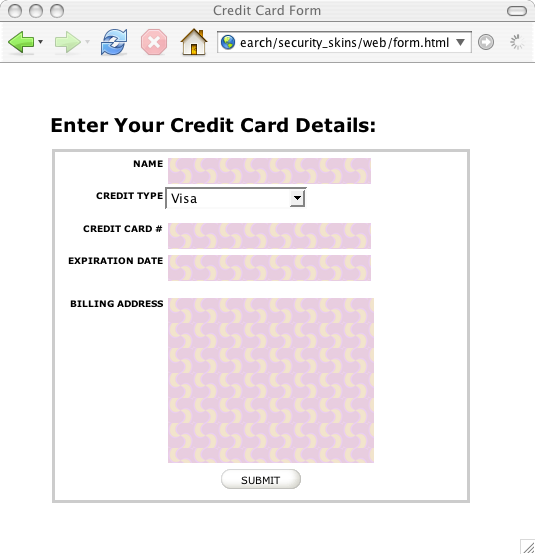 Credit Card Form
earch/security_skins/web/form.html
Enter Your Credit Card Details:
NAME
CREDIT TYPE Visa
CREDIT CARD #
EXPIRATION DATE
BILLING ADDRESS
SUBMIT